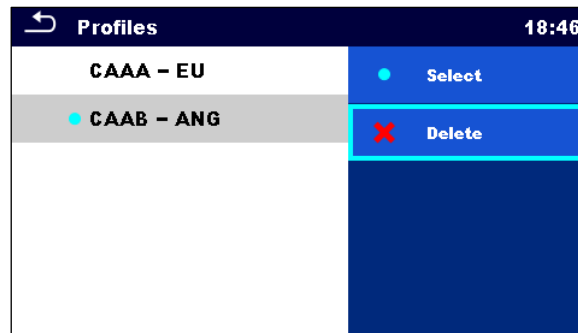 Profiles 18:46
CAAA – EU
Select
CAAB – ANG
Delete